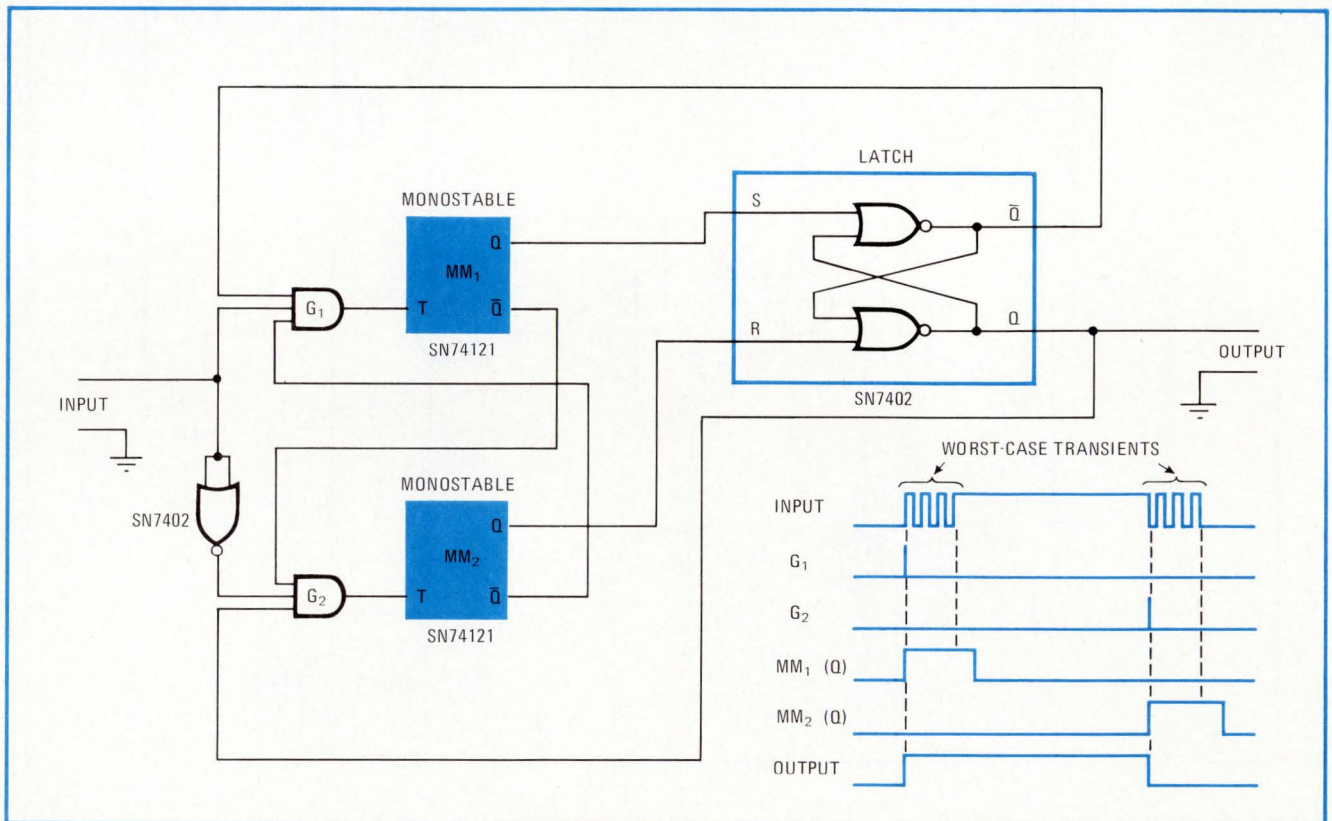 LATCH
MONOSTABLE
S
Q̅
Q
MM₁
G₁
T
Q̅
SN74121
Q
R
OUTPUT
INPUT
SN7402
MONOSTABLE
WORST-CASE TRANSIENTS
SN7402
Q
MM₂
INPUT
G₂
T
Q̅
SN74121
G₁
G₂
MM₁ (Q)
MM₂ (Q)
OUTPUT